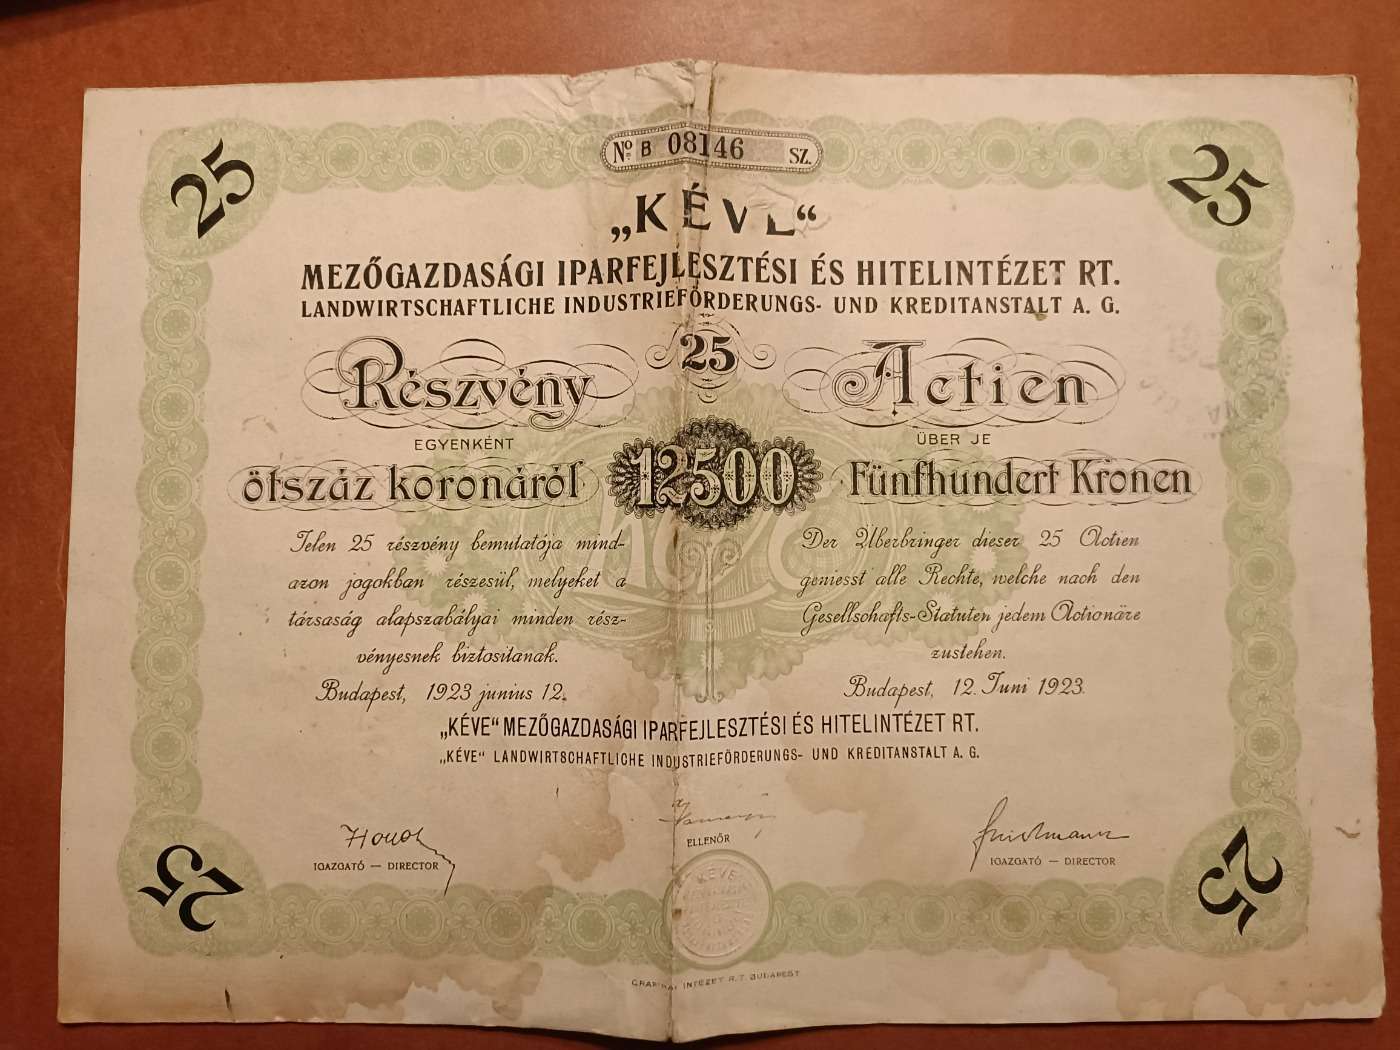 25
25
No B 08146 SZ.
„KÉVE“
MEZŐGAZDASÁGI IPARFEJLESZTÉSI ÉS HITELINTÉZET RT.
LANDWIRTSCHAFTLICHE INDUSTRIEFÖRDERUNGS- UND KREDITANSTALT A. G.
25
Részvény
EGYENKÉNT
ötszáz koronáról
12500
Actien
ÜBER JE
Fünfhundert Kronen
Jelen 25 részvény bemutatója mind-
azon jogokban részesül, melyeket a
társaság alapszabályai minden rész-
vényesnek biztositanak.
Budapest, 1923 junius 12.
Der Überbringer dieser 25 Actien
geniesst alle Rechte, welche nach den
Gesellschafts-Statuten jedem Actionäre
zustehen.
Budapest, 12. Juni 1923.
„KÉVE“ MEZŐGAZDASÁGI IPARFEJLESZTÉSI ÉS HITELINTÉZET RT.
„KÉVE“ LANDWIRTSCHAFTLICHE INDUSTRIEFÖRDERUNGS- UND KREDITANSTALT A. G.
IGAZGATÓ — DIRECTOR
ELLENŐR
IGAZGATÓ — DIRECTOR
KÉVE
25
25
INTÉZET R.T. BUDAPEST